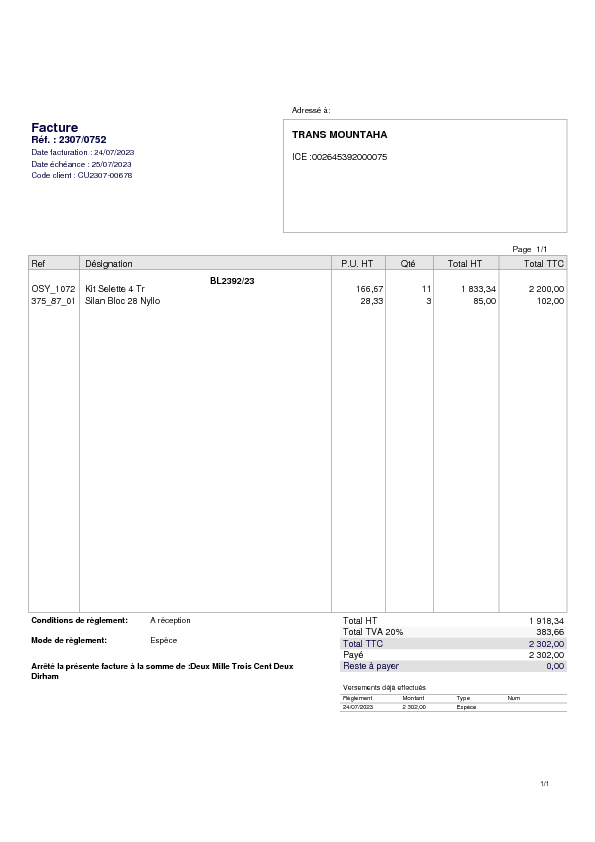 Adressé à:
Facture
Réf. : 2307/0752
Date facturation : 24/07/2023
Date échéance : 25/07/2023
Code client : CU2307-00678
TRANS MOUNTAHA
ICE :002645392000075
Page 1/1
Ref Désignation P.U. HT Qté Total HT Total TTC
BL2392/23
OSY_1072 Kit Selette 4 Tr 166,67 11 1 833,34 2 200,00
375_87_01 Silan Bloc 28 Nyllo 28,33 3 85,00 102,00
Conditions de règlement: A réception
Mode de règlement: Espèce
Arrêté la présente facture à la somme de :Deux Mille Trois Cent Deux
Dirham
Total HT 1 918,34
Total TVA 20% 383,66
Total TTC 2 302,00
Payé 2 302,00
Reste à payer 0,00
Versements déjà effectués
Règlement Montant Type Num
24/07/2023 2 302,00 Espèce
1/1